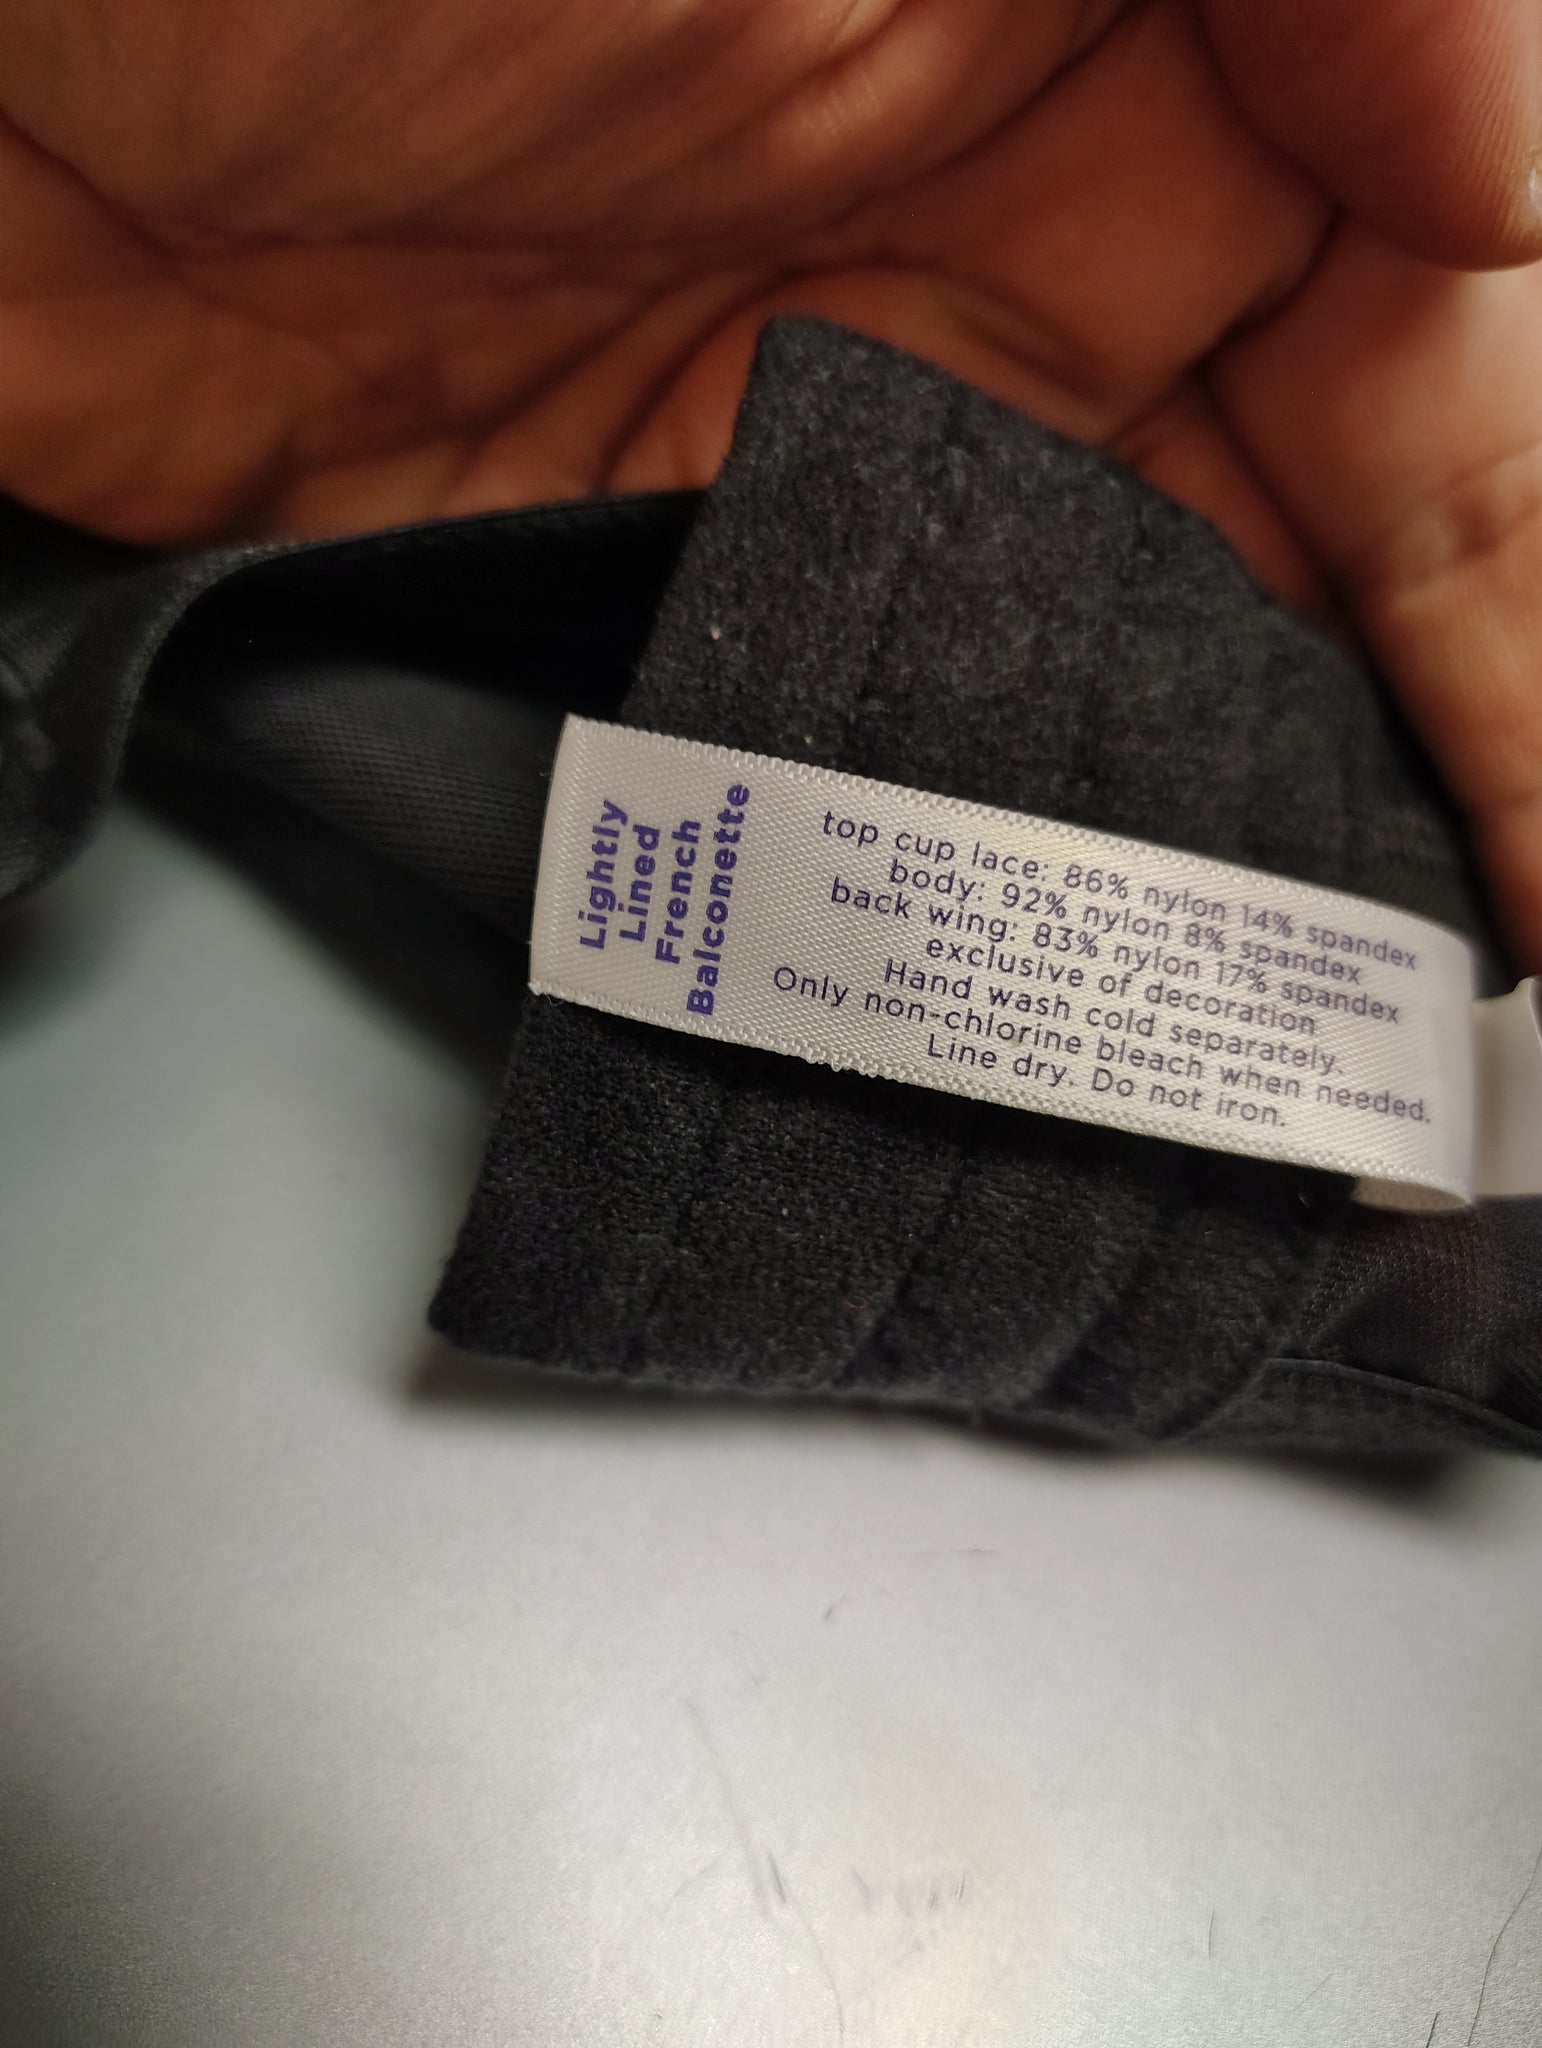 Lightly
Lined
French
Balconette
top cup lace: 86% nylon 14% spandex
body: 92% nylon 8% spandex
back wing: 83% nylon 17% spandex
exclusive of decoration
Hand wash cold separately.
Only non-chlorine bleach when needed.
Line dry. Do not iron.